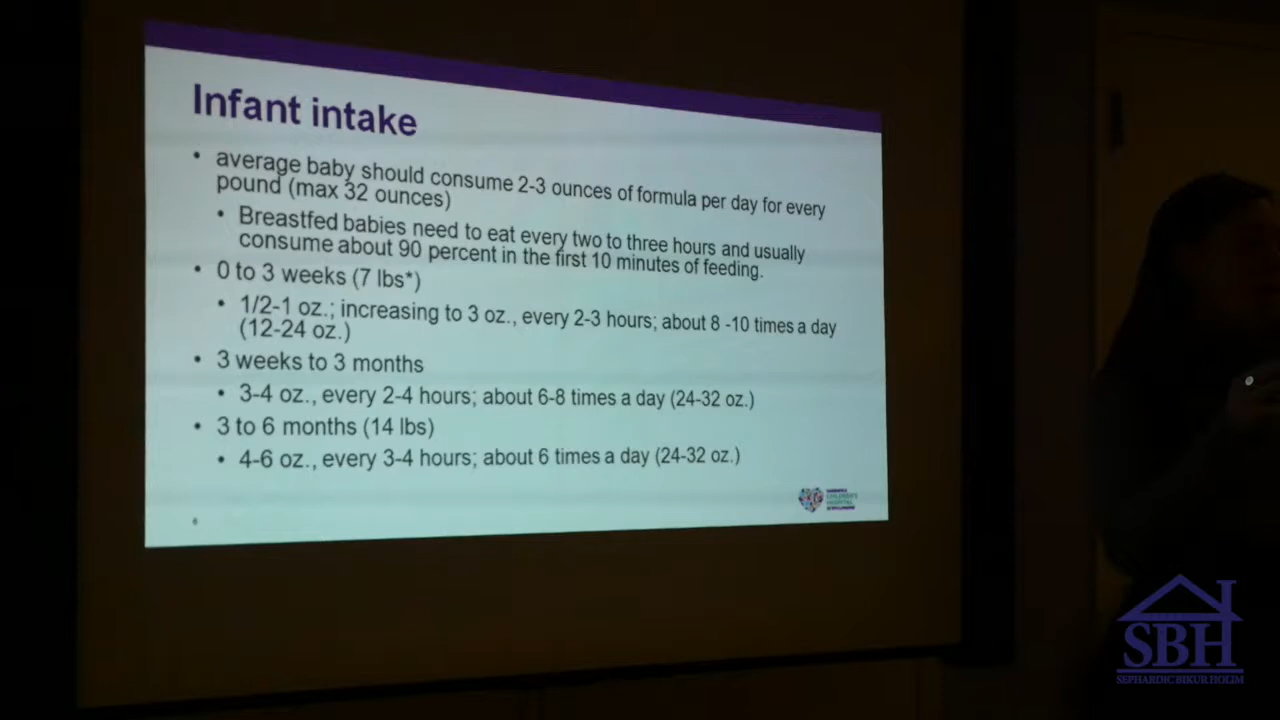 Infant intake
• average baby should consume 2-3 ounces of formula per day for every
pound (max 32 ounces)
• Breastfed babies need to eat every two to three hours and usually
consume about 90 percent in the first 10 minutes of feeding.
• 0 to 3 weeks (7 lbs*)
• 1/2-1 oz.; increasing to 3 oz., every 2-3 hours; about 8 -10 times a day
(12-24 oz.)
• 3 weeks to 3 months
• 3-4 oz., every 2-4 hours; about 6-8 times a day (24-32 oz.)
• 3 to 6 months (14 lbs)
• 4-6 oz., every 3-4 hours; about 6 times a day (24-32 oz.)
CHILDREN'S
HOSPITAL
SBH
SEPHARDIC BIKUR HOLIM